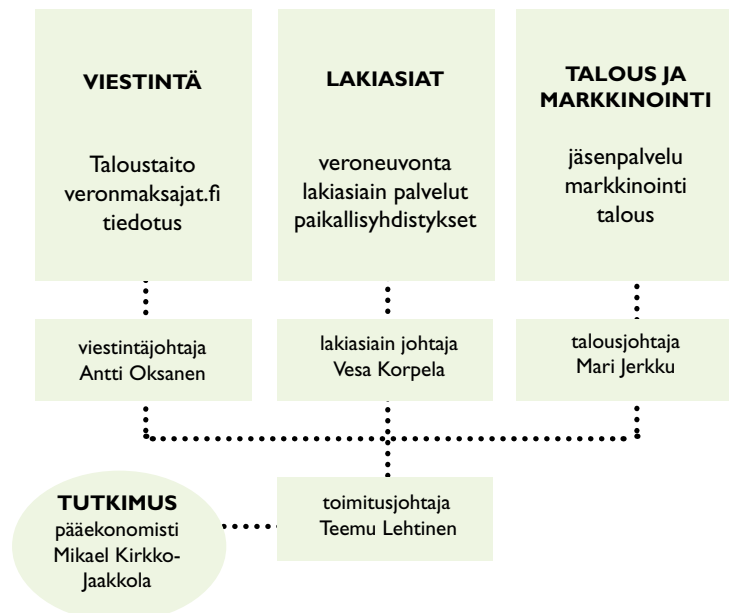 VIESTINTÄ
Taloustaito
veronmaksajat.fi
tiedotus
LAKIASIAT
veroneuvonta
lakiasiain palvelut
paikallisyhdistykset
TALOUS JA
MARKKINOINTI
jäsenpalvelu
markkinointi
talous
viestintäjohtaja
Antti Oksanen
lakiasiain johtaja
Vesa Korpela
talousjohtaja
Mari Jerkku
TUTKIMUS
pääekonomisti
Mikael Kirkko-
Jaakkola
toimitusjohtaja
Teemu Lehtinen